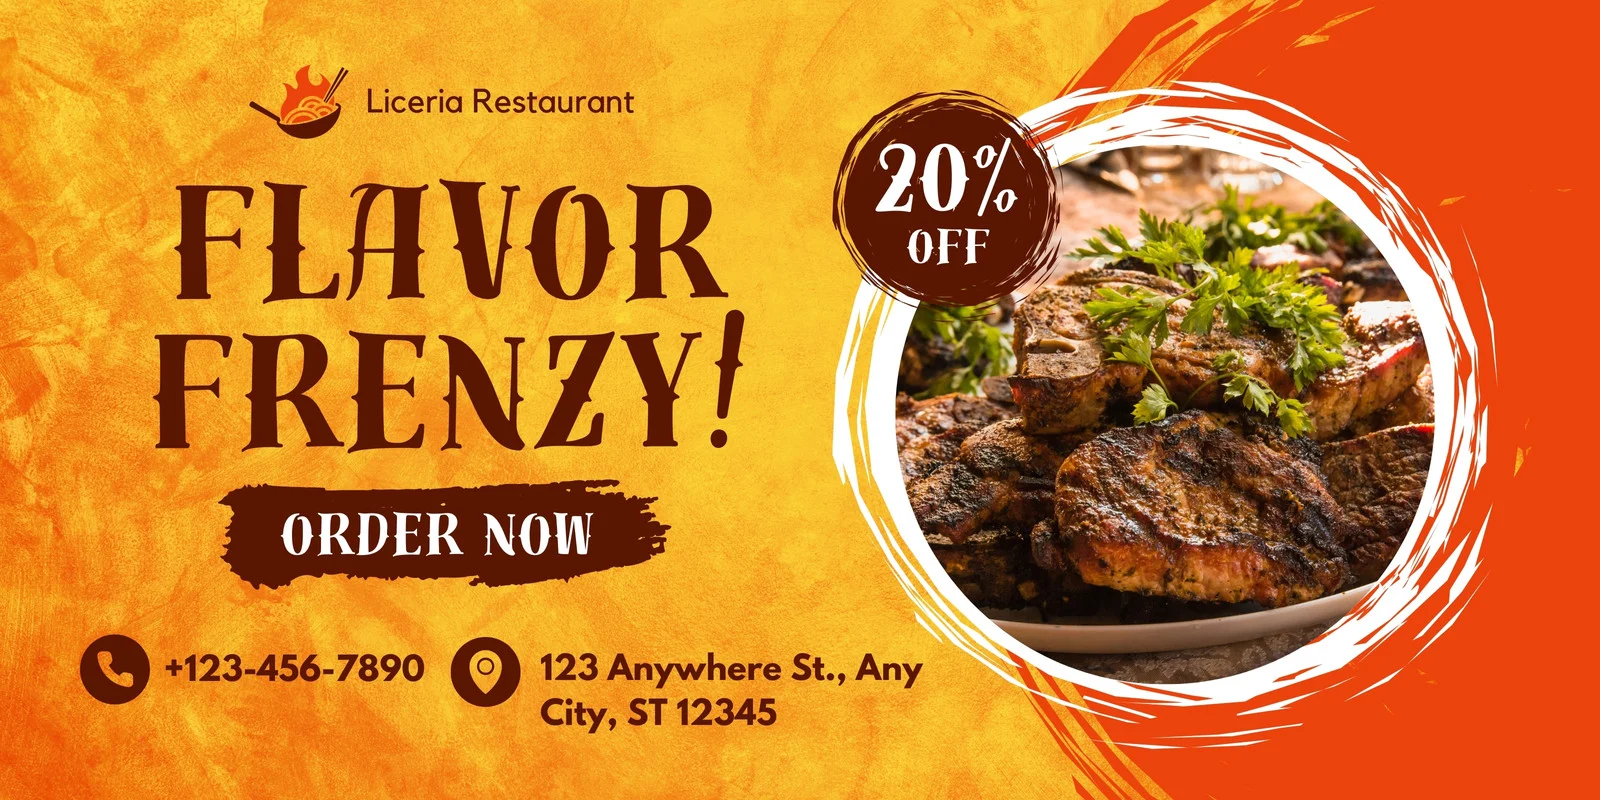 Liceria Restaurant
FLAVOR
FRENZY!
ORDER NOW
+123-456-7890
123 Anywhere St., Any
City, ST 12345
20%
OFF